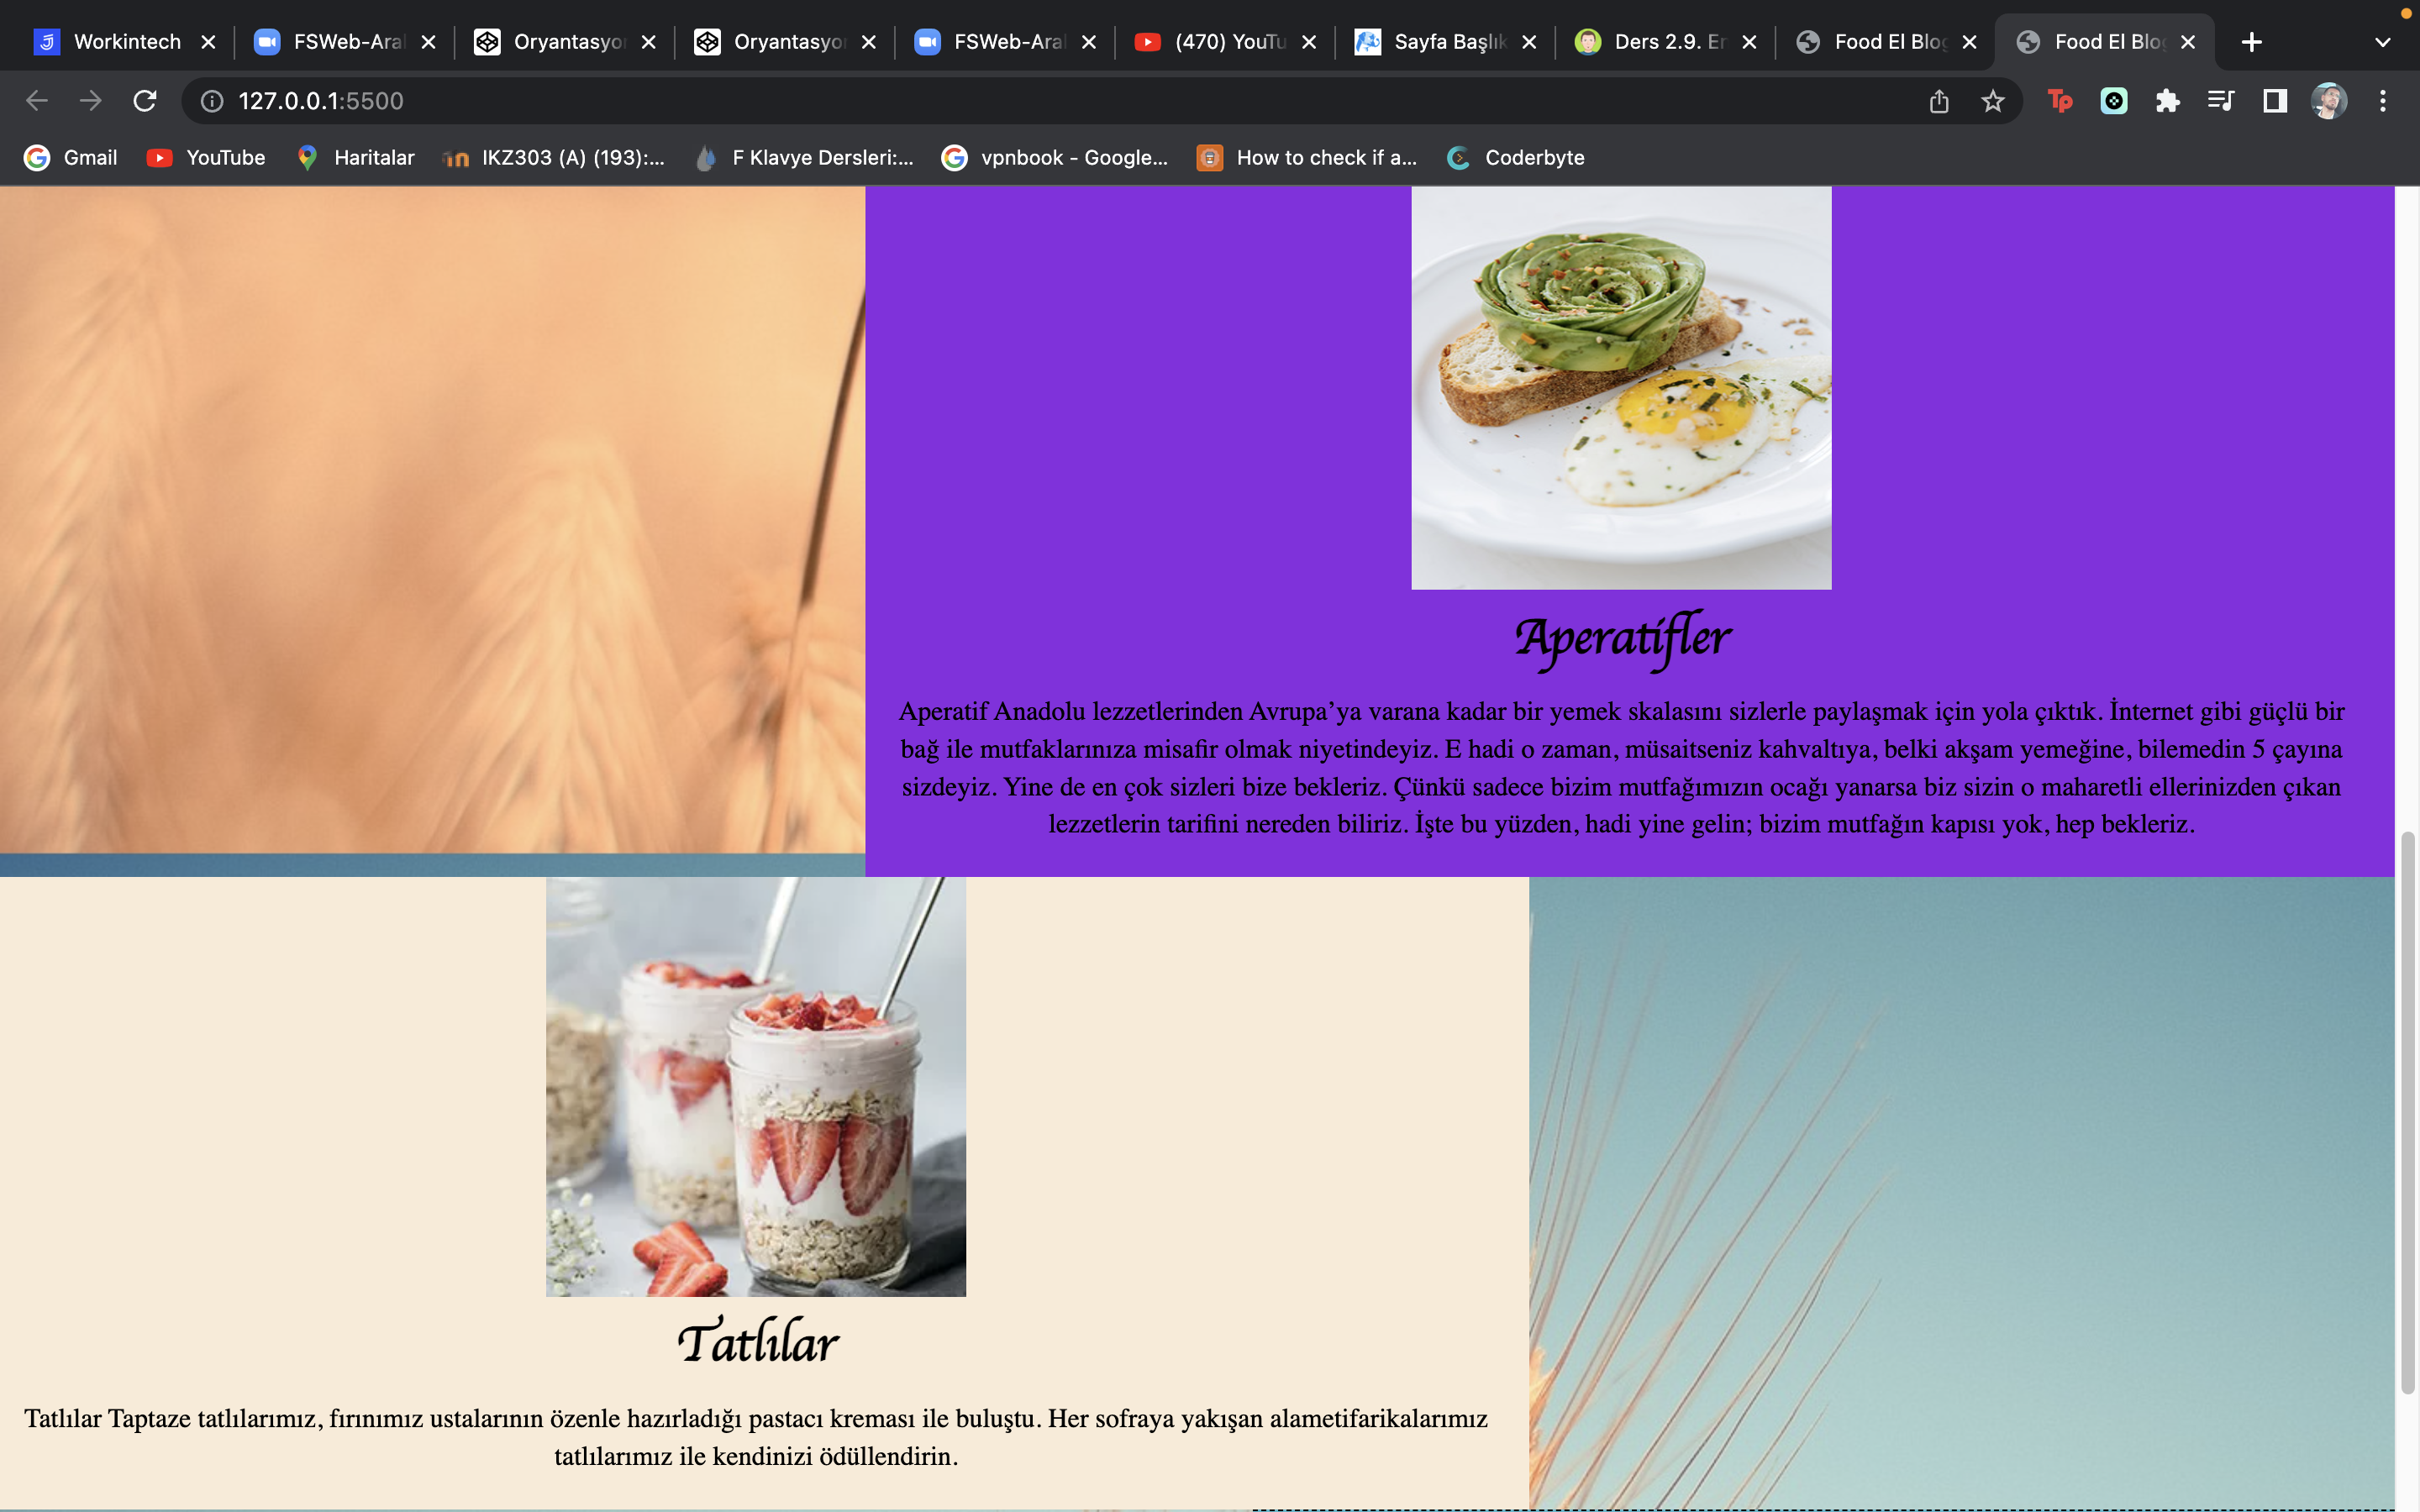 Workintech
FSWeb-Aral
Oryantasyon
Oryantasyon
FSWeb-Aral
(470) YouTu
Sayfa Başlık
Ders 2.9. Er
Food El Blog
Food El Blog
127.0.0.1:5500
Tp
Gmail
YouTube
Haritalar
IKZ303 (A) (193):...
F Klavye Dersleri:...
vpnbook - Google...
How to check if a...
Coderbyte
Aperatifler
Aperatif Anadolu lezzetlerinden Avrupa’ya varana kadar bir yemek skalasını sizlerle paylaşmak için yola çıktık. İnternet gibi güçlü bir
bağ ile mutfaklarınıza misafir olmak niyetindeyiz. E hadi o zaman, müsaitseniz kahvaltıya, belki akşam yemeğine, bilemedin 5 çayına
sizdeyiz. Yine de en çok sizleri bize bekleriz. Çünkü sadece bizim mutfağımızın ocağı yanarsa biz sizin o maharetli ellerinizden çıkan
lezzetlerin tarifini nereden biliriz. İşte bu yüzden, hadi yine gelin; bizim mutfağın kapısı yok, hep bekleriz.
Tatlılar
Tatlılar Taptaze tatlılarımız, fırınımız ustalarının özenle hazırladığı pastacı kreması ile buluştu. Her sofraya yakışan alametifarikalarımız
tatlılarımız ile kendinizi ödüllendirin.